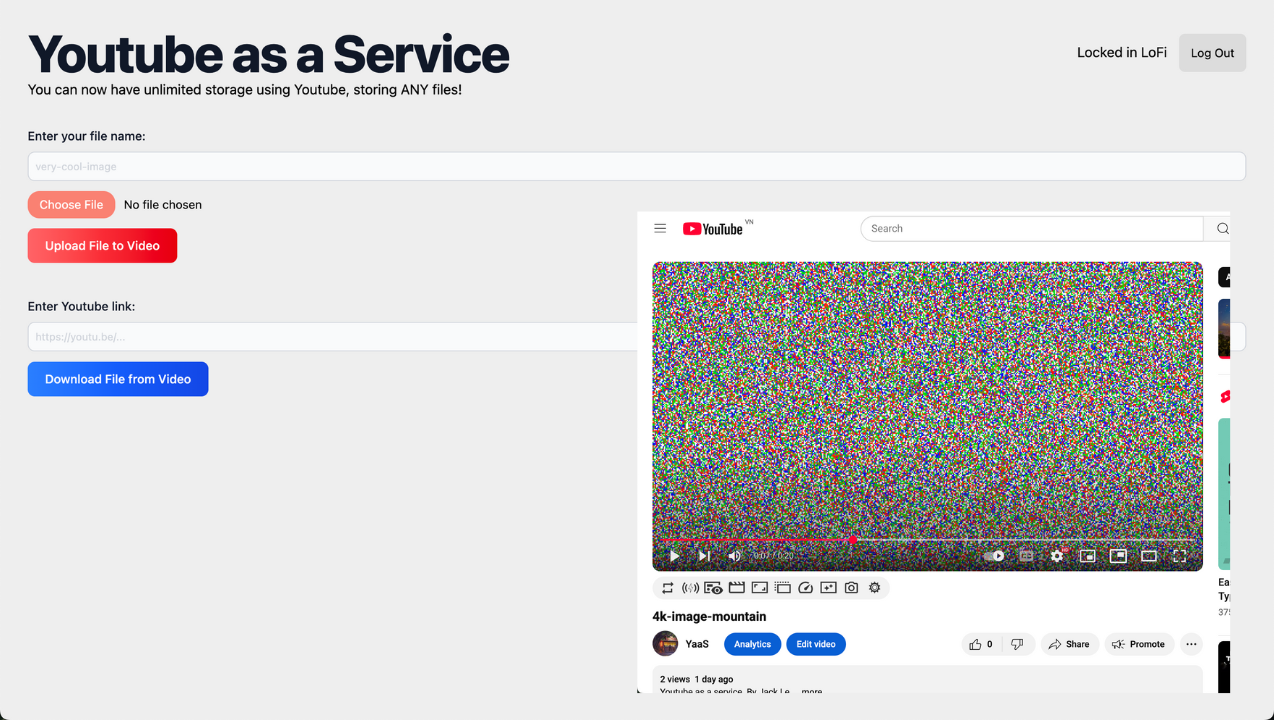 Youtube as a Service
Locked in LoFi
Log Out
You can now have unlimited storage using Youtube, storing ANY files!
Enter your file name:
very-cool-image
Choose File No file chosen
Upload File to Video
Enter Youtube link:
https://youtu.be/...
Download File from Video
YouTube VN
Search
0:07 / 0:20
4k-image-mountain
YaaS
Analytics
Edit video
0
Share
Promote
2 views 1 day ago
Youtube as a service. By Jack Le... more
Ea
Ty
375